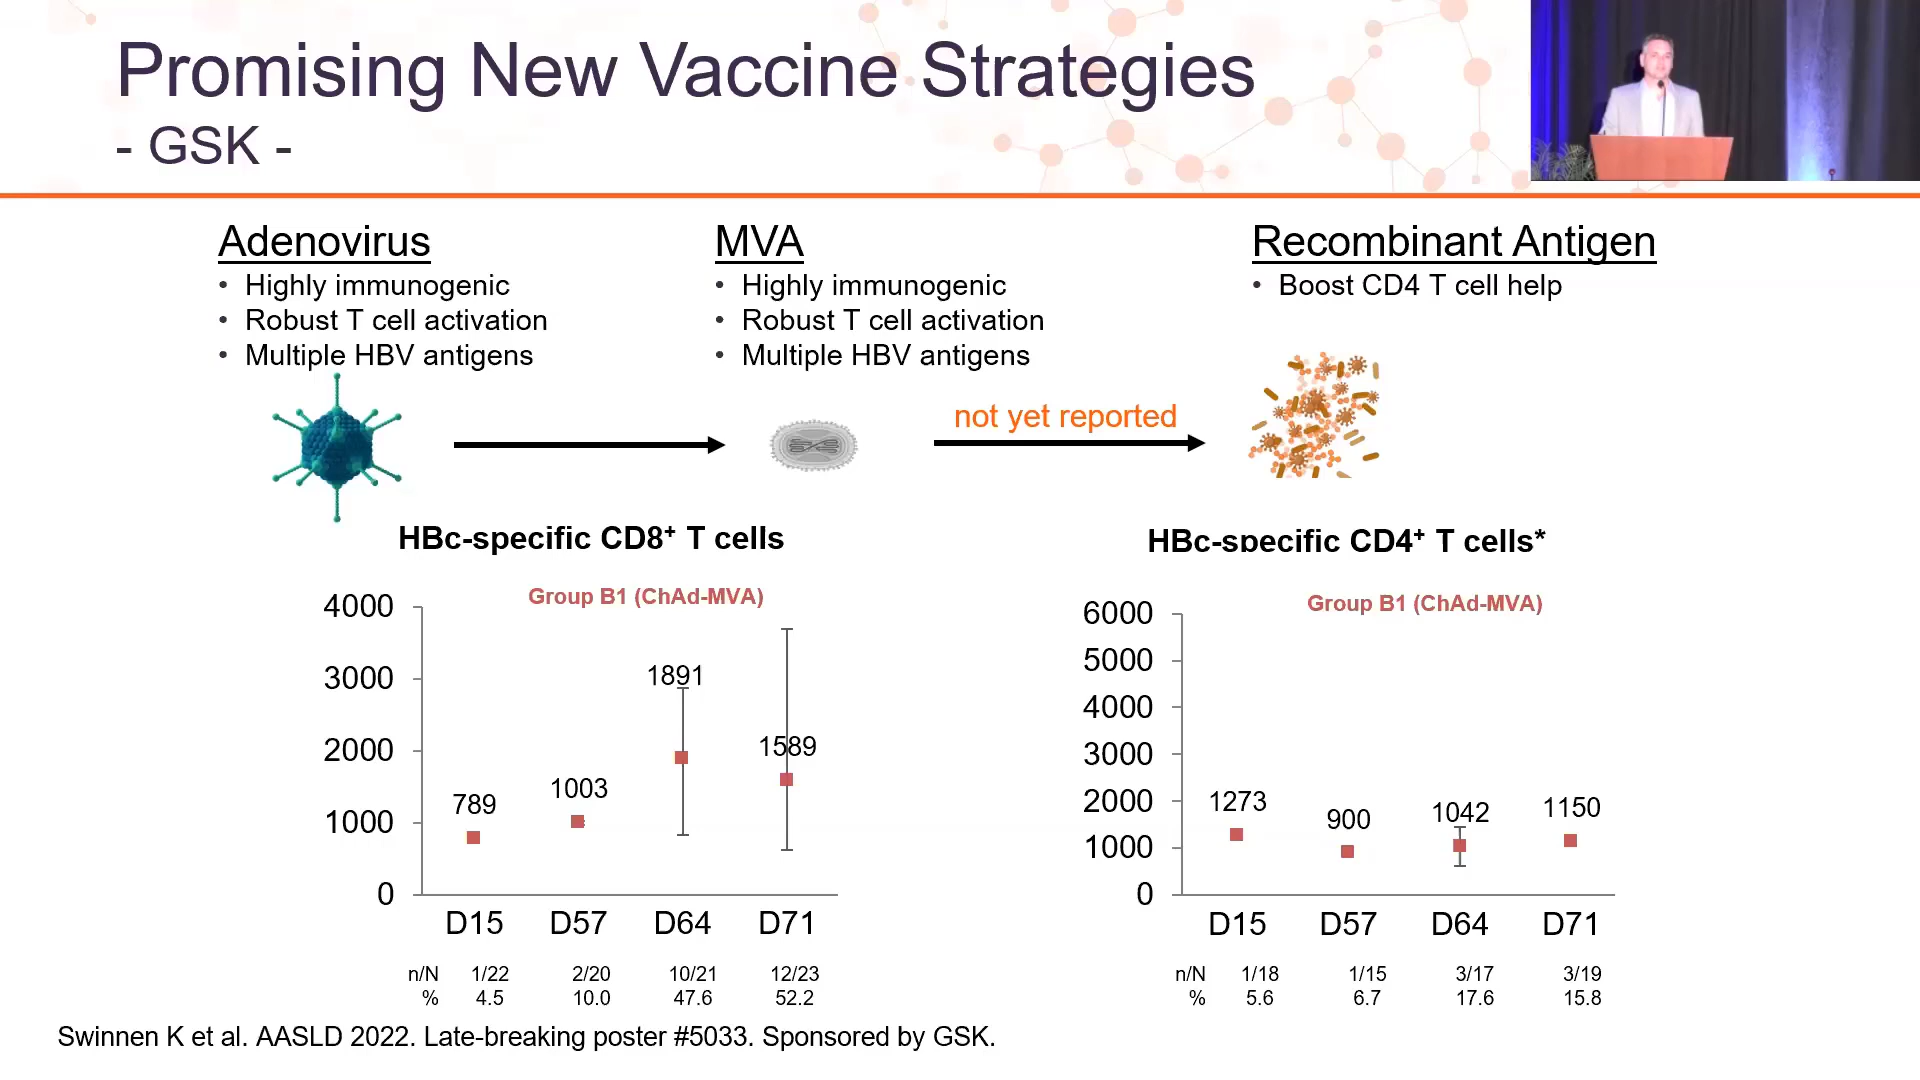 Promising New Vaccine Strategies
- GSK -
Adenovirus
• Highly immunogenic
• Robust T cell activation
• Multiple HBV antigens
MVA
• Highly immunogenic
• Robust T cell activation
• Multiple HBV antigens
not yet reported
Recombinant Antigen
• Boost CD4 T cell help
HBc-specific CD8⁺ T cells
Group B1 (ChAd-MVA)
4000
3000
2000
1000
0
789
1003
1891
1589
D15 D57 D64 D71
n/N 1/22 2/20 10/21 12/23
% 4.5 10.0 47.6 52.2
HBc-specific CD4⁺ T cells*
Group B1 (ChAd-MVA)
6000
5000
4000
3000
2000
1000
0
1273
900
1042
1150
D15 D57 D64 D71
n/N 1/18 1/15 3/17 3/19
% 5.6 6.7 17.6 15.8
Swinnen K et al. AASLD 2022. Late-breaking poster #5033. Sponsored by GSK.